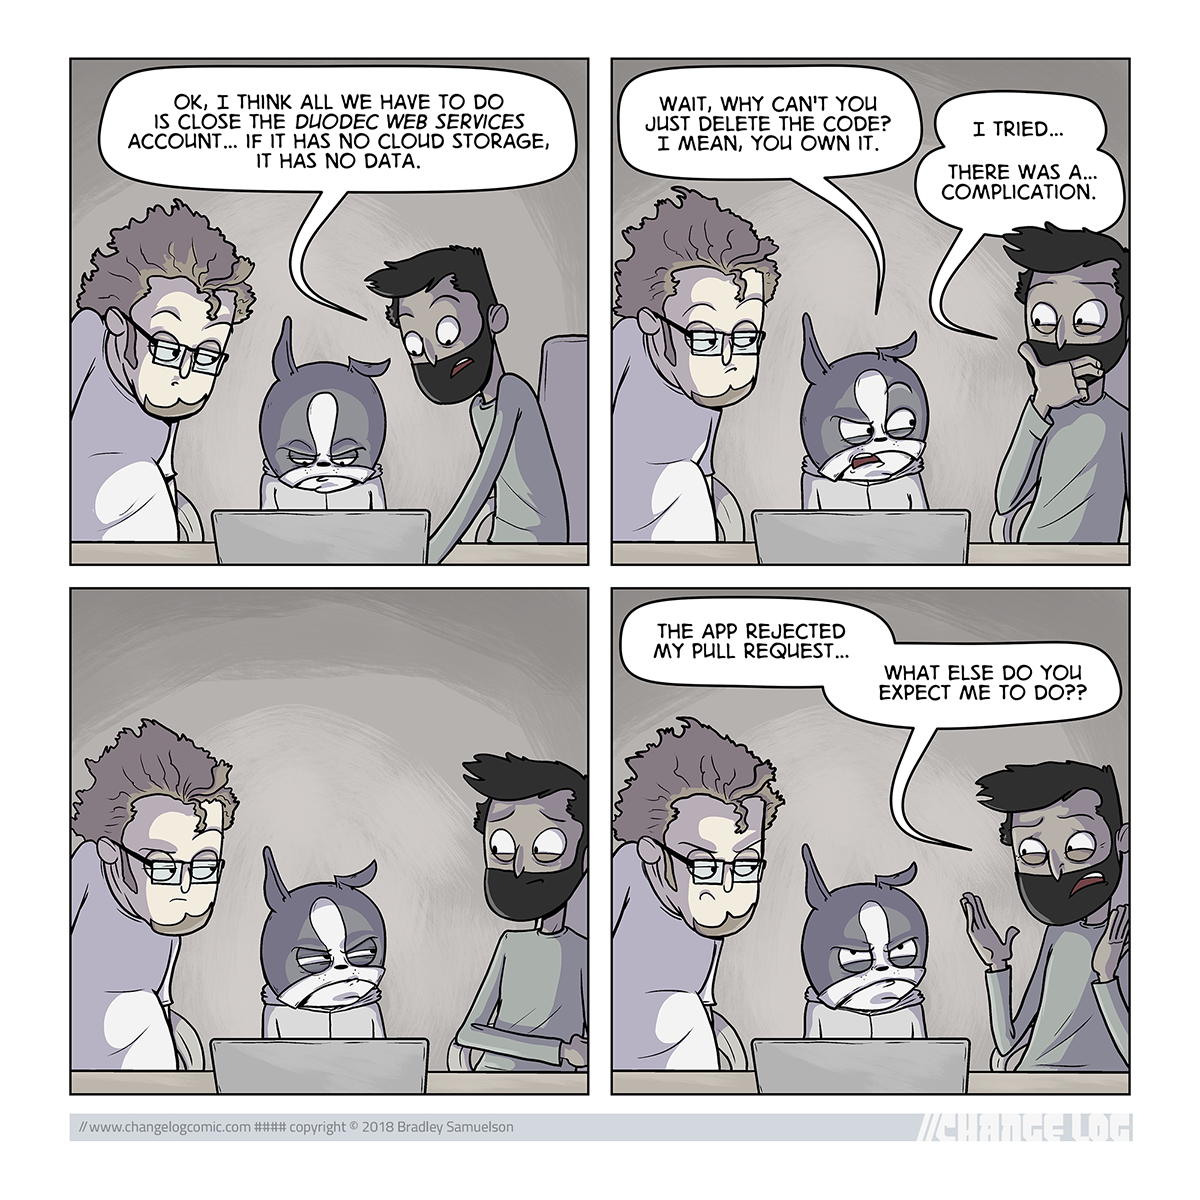 OK, I THINK ALL WE HAVE TO DO
IS CLOSE THE DUODEC WEB SERVICES
ACCOUNT... IF IT HAS NO CLOUD STORAGE,
IT HAS NO DATA.
WAIT, WHY CAN'T YOU
JUST DELETE THE CODE?
I MEAN, YOU OWN IT.
I TRIED...
THERE WAS A...
COMPLICATION.
THE APP REJECTED
MY PULL REQUEST...
WHAT ELSE DO YOU
EXPECT ME TO DO??
// www.changelogcomic.com #### copyright © 2018 Bradley Samuelson
//CHANGE LOG